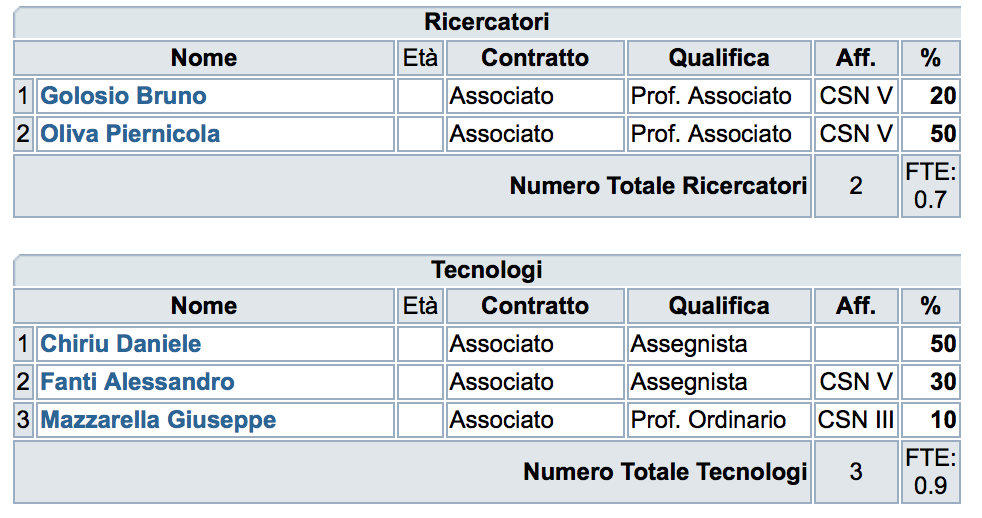 Ricercatori
Nome Età Contratto Qualifica Aff. %
1 Golosio Bruno Associato Prof. Associato CSN V 20
2 Oliva Piernicola Associato Prof. Associato CSN V 50
Numero Totale Ricercatori 2 FTE: 0.7
Tecnologi
Nome Età Contratto Qualifica Aff. %
1 Chiriu Daniele Associato Assegnista 50
2 Fanti Alessandro Associato Assegnista CSN V 30
3 Mazzarella Giuseppe Associato Prof. Ordinario CSN III 10
Numero Totale Tecnologi 3 FTE: 0.9